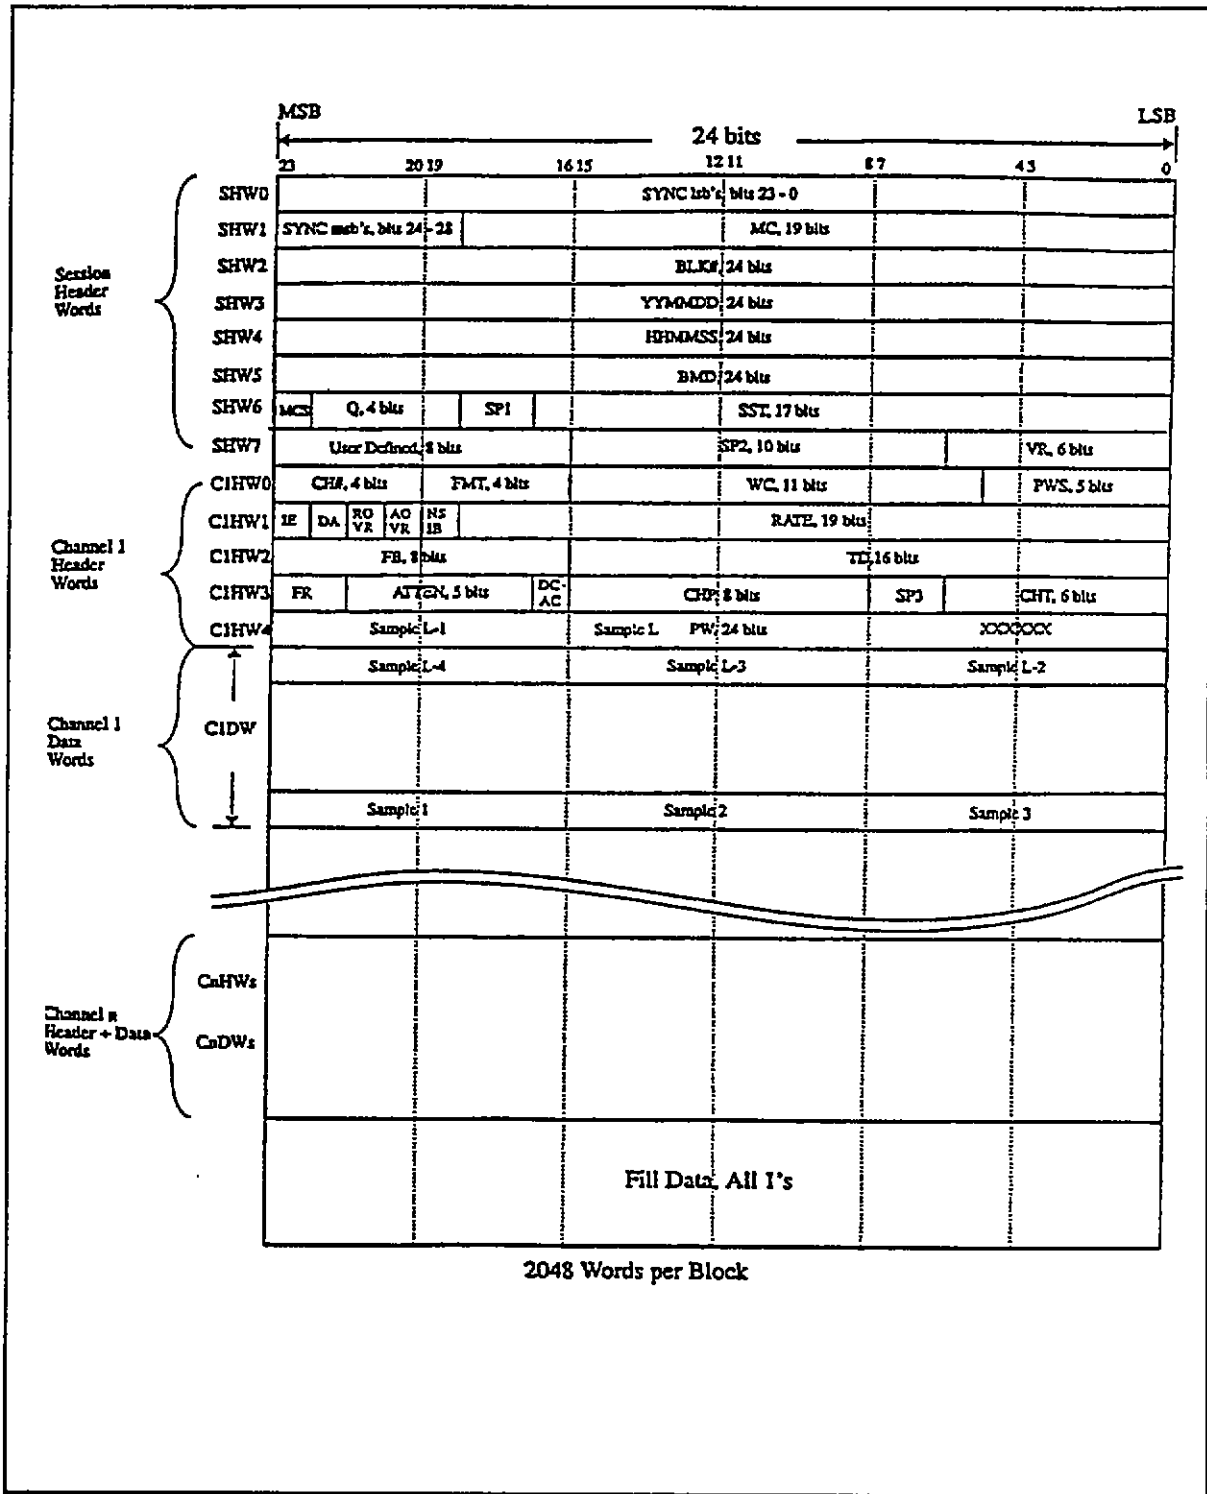 MSB LSB
24 bits
23 20 19 16 15 12 11 8 7 4 3 0
SHW0 SYNC lsb's, bits 23 - 0
SHW1 SYNC msb's, bits 24 - 28 MC, 19 bits
SHW2 BLK#, 24 bits
SHW3 YYMMDD, 24 bits
SHW4 HHMMSS, 24 bits
SHW5 BMD, 24 bits
Session
Header
Words
SHW6 MCS Q, 4 bits SP1 SST, 17 bits
SHW7 User Defined, 8 bits SP2, 10 bits VR, 6 bits
C1HW0 CH#, 4 bits FMT, 4 bits WC, 11 bits PWS, 5 bits
C1HW1 IE DA RO VR AO VR NS IB RATE, 19 bits
C1HW2 FB, 8 bits TD, 16 bits
Channel 1
Header
Words
C1HW3 FR ATTEN, 5 bits DC-AC CHP, 8 bits SP3 CHT, 6 bits
C1HW4 Sample L-1 Sample L PW, 24 bits XXXXXXX
Sample L-4 Sample L-3 Sample L-2
Channel 1
Data
Words
C1DW
Sample 1 Sample 2 Sample 3
CnHWs
Channel n
Header + Data
Words
CnDWs
Fill Data, All 1's
2048 Words per Block